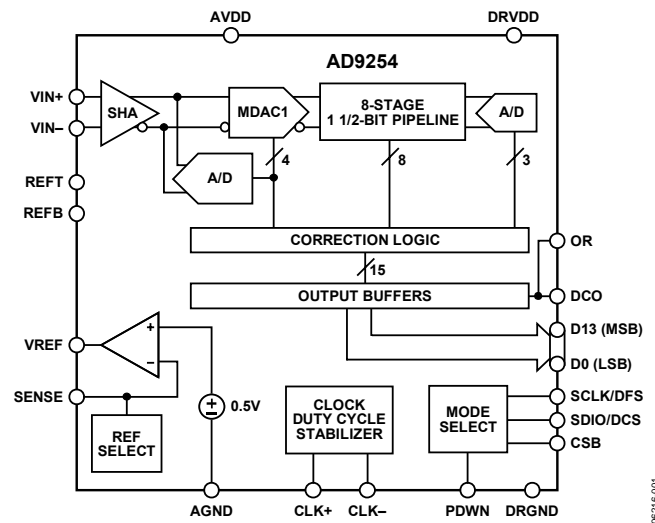 AVDD
DRVDD
AD9254
VIN+
VIN–
SHA
MDAC1
8-STAGE
1 1/2-BIT PIPELINE
A/D
A/D
4
8
3
REFT
REFB
CORRECTION LOGIC
15
OUTPUT BUFFERS
OR
DCO
D13 (MSB)
D0 (LSB)
VREF
+
–
SENSE
REF
SELECT
+
–
0.5V
CLOCK
DUTY CYCLE
STABILIZER
MODE
SELECT
SCLK/DFS
SDIO/DCS
CSB
AGND
CLK+
CLK–
PDWN
DRGND
06216-001